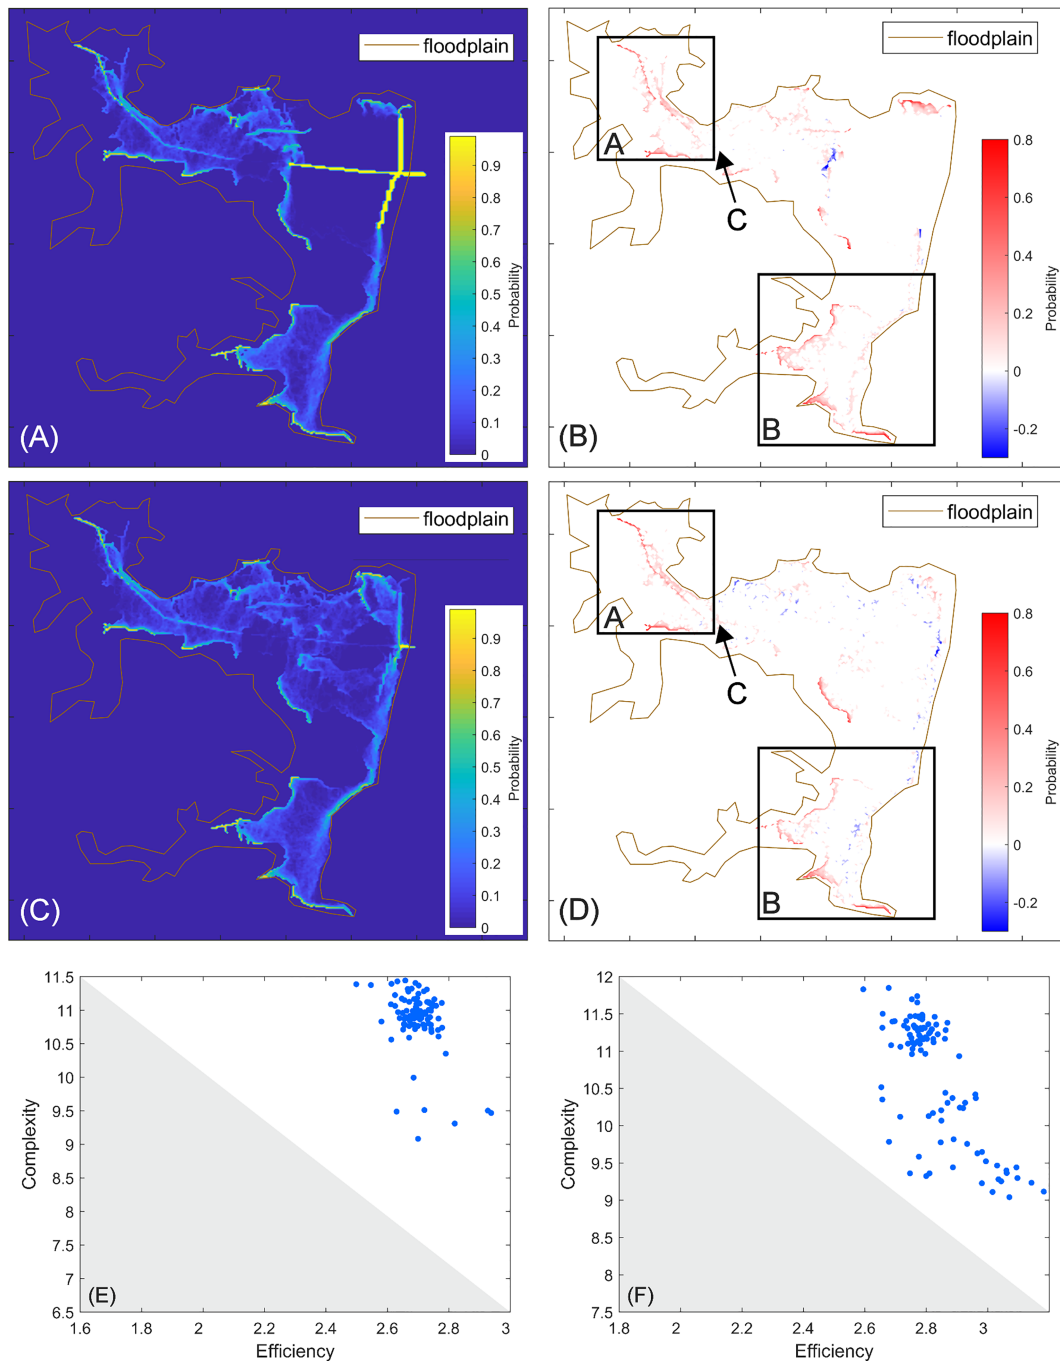 floodplain
0.9
0.8
0.7
0.6
0.5
0.4
0.3
0.2
0.1
0
Probability
(A)
floodplain
A
C
B
0.8
0.6
0.4
0.2
0
-0.2
Probability
(B)
floodplain
0.9
0.8
0.7
0.6
0.5
0.4
0.3
0.2
0.1
0
Probability
(C)
floodplain
A
C
B
0.8
0.6
0.4
0.2
0
-0.2
Probability
(D)
11.5
11
10.5
10
9.5
9
8.5
8
7.5
7
6.5
Complexity
(E)
1.6 1.8 2 2.2 2.4 2.6 2.8 3
Efficiency
12
11.5
11
10.5
10
9.5
9
8.5
8
7.5
Complexity
(F)
1.8 2 2.2 2.4 2.6 2.8 3
Efficiency